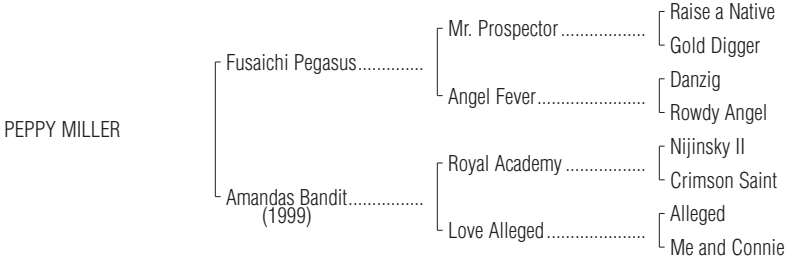 Raise a Native
Mr. Prospector ...................
Gold Digger
Fusaichi Pegasus..............
Danzig
Angel Fever........................
Rowdy Angel
PEPPY MILLER
Nijinsky II
Royal Academy .................
Crimson Saint
Amandas Bandit................
(1999)
Alleged
Love Alleged......................
Me and Connie